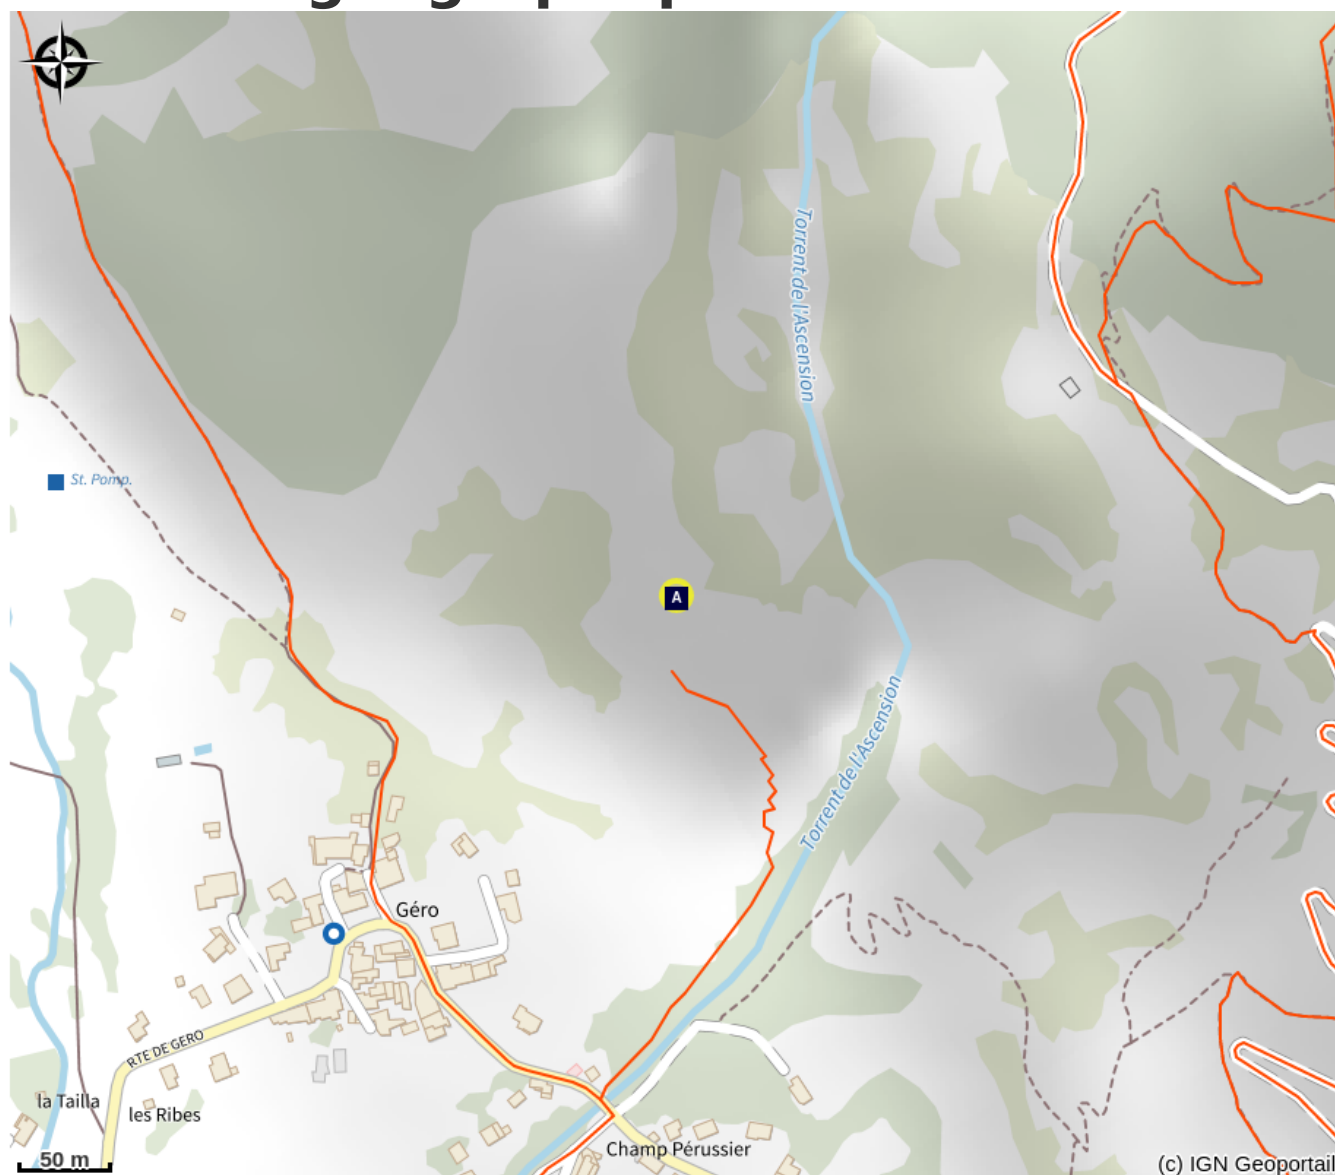 Torrent de l'Ascension
St. Pomp.
A
Torrent de l'Ascension
Géro
RTE DE GERO
la Tailla
les Ribes
Champ Pérussier
50 m
(c) IGN Geoportail